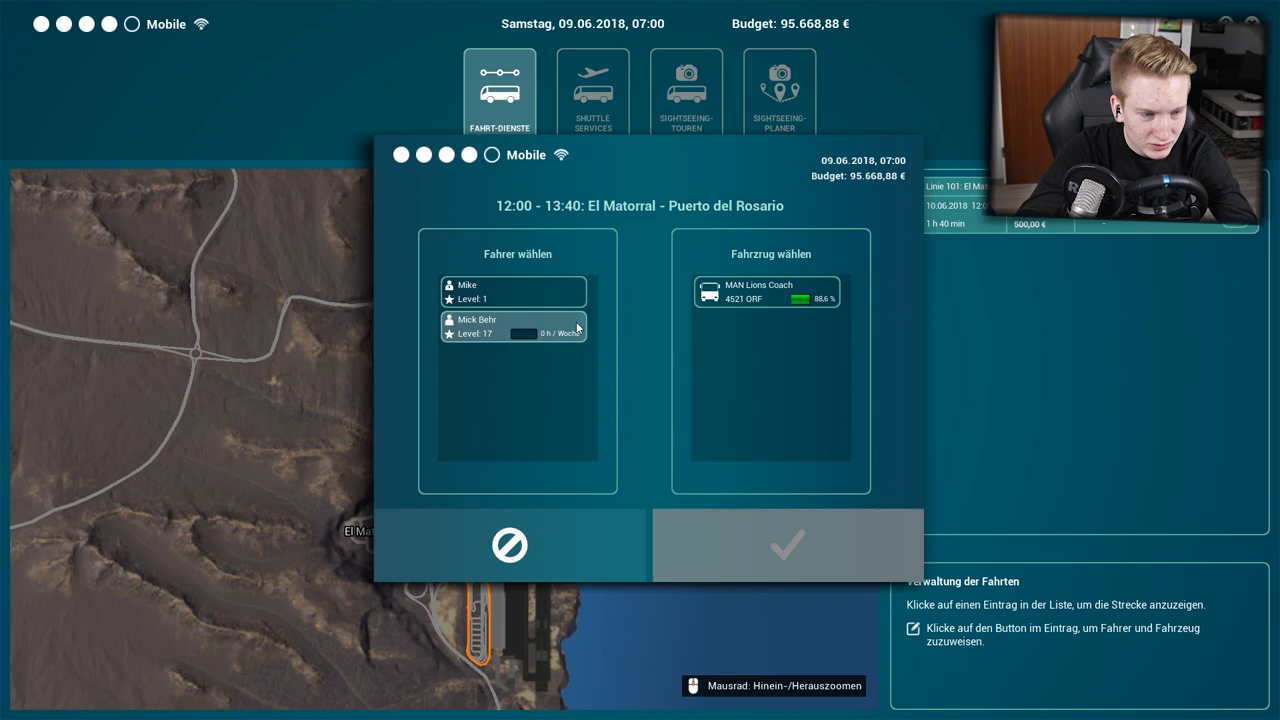 Mobile
Samstag, 09.06.2018, 07:00
Budget: 95.668,88 €
FAHRT-DIENSTE
SHUTTLE
SERVICES
SIGHTSEEING-
TOUREN
SIGHTSEEING-
PLANER
Mobile
09.06.2018, 07:00
Budget: 95.668,88 €
12:00 - 13:40: El Matorral - Puerto del Rosario
Fahrer wählen
Mike
Level: 1
Mick Behr
Level: 17
0 h / Woche
Fahrzrug wählen
MAN Lions Coach
4521 ORF
88,6 %
Linie 101: El Mato
10.06.2018 12:0
1 h 40 min
500,00 €
-
El Mat
Verwaltung der Fahrten
Klicke auf einen Eintrag in der Liste, um die Strecke anzuzeigen.
Klicke auf den Button im Eintrag, um Fahrer und Fahrzeug
zuzuweisen.
Mausrad: Hinein-/Herauszoomen